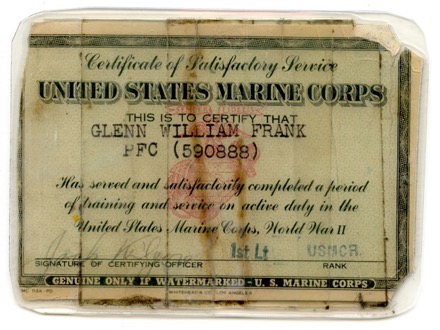 Certificate of Satisfactory Service
UNITED STATES MARINE CORPS
THIS IS TO CERTIFY THAT
GLENN WILLIAM FRANK
PFC (590888)
Has served and satisfactorily completed a period
of training and service on active duty in the
United States Marine Corps, World War II
1st Lt USMCR.
SIGNATURE OF CERTIFYING OFFICER RANK
GENUINE ONLY IF WATERMARKED - U. S. MARINE CORPS